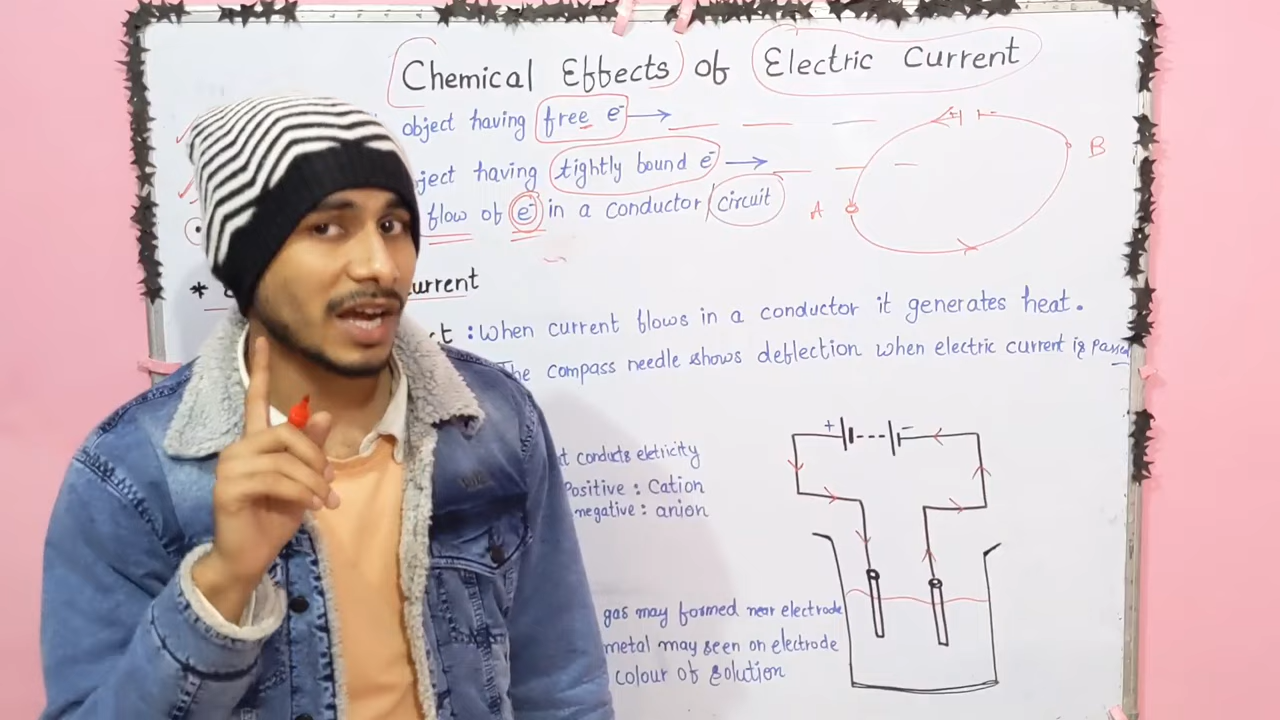 Chemical Effects of Electric Current
object having free e⁻ →
object having tightly bound e⁻ →
flow of e⁻ in a conductor/circuit
A
B
* current
: when current flows in a conductor it generates heat.
The compass needle shows deflection when electric current is passed
conducts eletricity
Positive : Cation
negative : anion
+ −
gas may formed near electrode
metal may seen on electrode
colour of solution